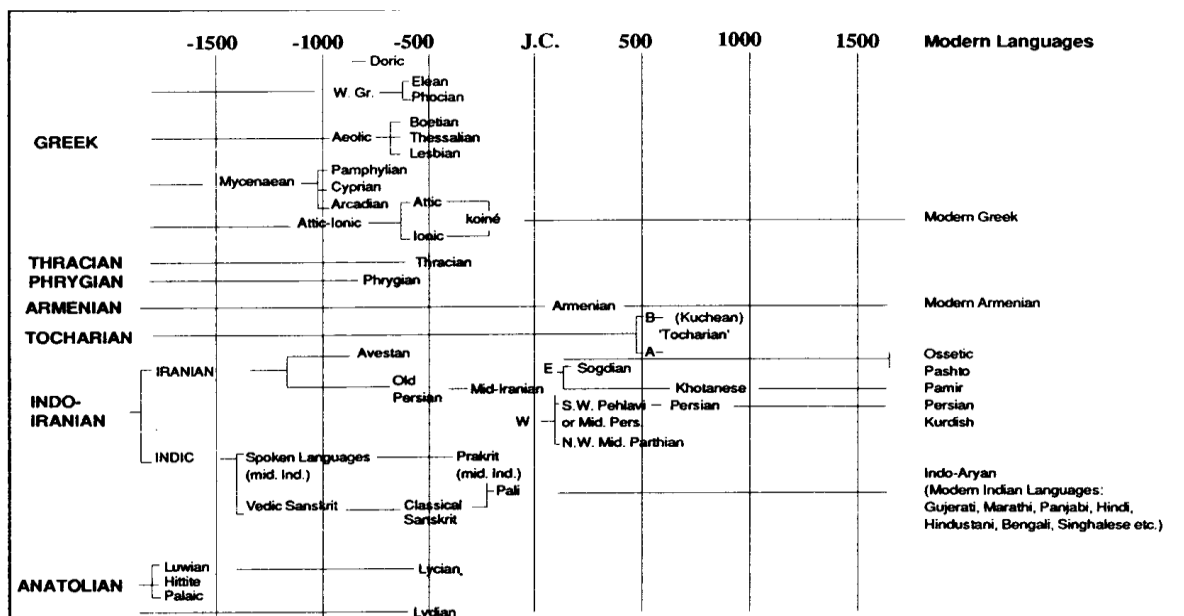 -1500 -1000 -500 J.C. 500 1000 1500 Modern Languages
Doric
W. Gr. Elean
Phocian
GREEK
Aeolic Boetian
Thessalian
Lesbian
Mycenaean Pamphylian
Cyprian
Arcadian
Attic-Ionic Attic
Ionic
koiné Modern Greek
THRACIAN Thracian
PHRYGIAN Phrygian
ARMENIAN Armenian Modern Armenian
TOCHARIAN B (Kuchean)
'Tocharian'
A
INDO-
IRANIAN
IRANIAN Avestan
Old
Persian
Mid-Iranian
E Sogdian
Khotanese
W S.W. Pehlavi Persian
or Mid. Pers.
N.W. Mid. Parthian
Ossetic
Pashto
Pamir
Persian
Kurdish
INDIC Spoken Languages
(mid. Ind.)
Prakrit
(mid. Ind.)
Vedic Sanskrit Classical
Sanskrit
Pali
Indo-Aryan
(Modern Indian Languages:
Gujerati, Marathi, Panjabi, Hindi,
Hindustani, Bengali, Singhalese etc.)
ANATOLIAN
Luwian Lycian
Hittite
Palaic
Lydian